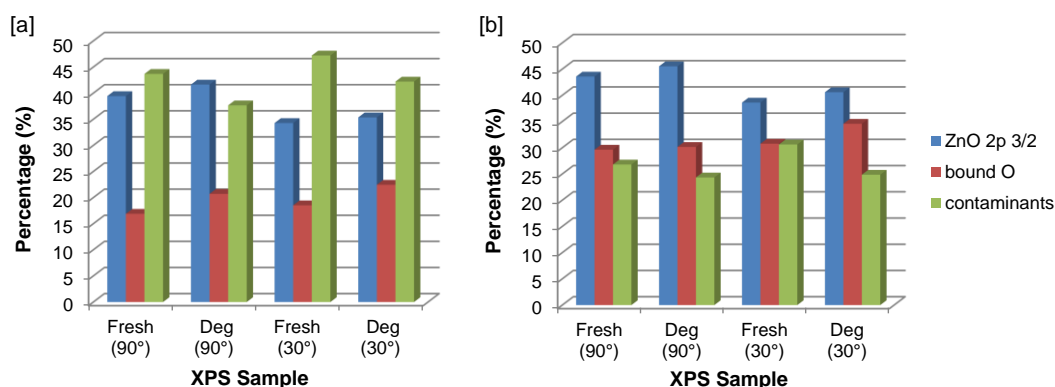 [a]
Percentage (%)
50
45
40
35
30
25
20
15
10
5
0
Fresh (90°)
Deg (90°)
Fresh (30°)
Deg (30°)
XPS Sample
[b]
Percentage (%)
50
45
40
35
30
25
20
15
10
5
0
Fresh (90°)
Deg (90°)
Fresh (30°)
Deg (30°)
XPS Sample
ZnO 2p 3/2
bound O
contaminants